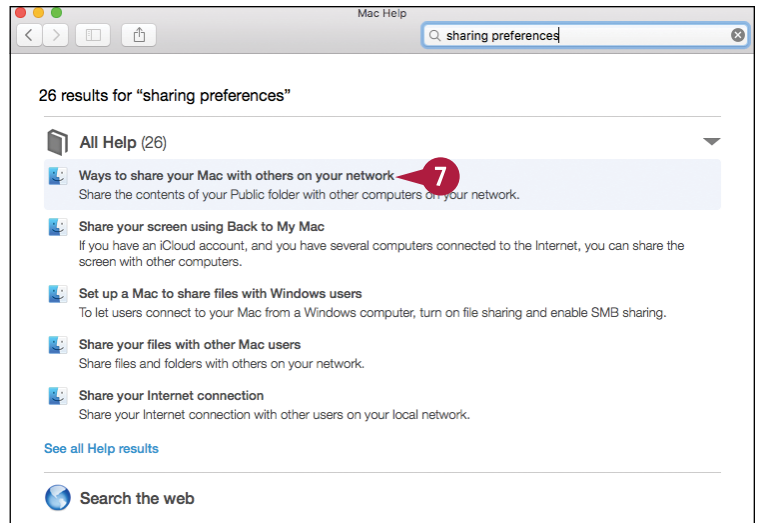 Mac Help
sharing preferences
26 results for “sharing preferences”
All Help (26)
Ways to share your Mac with others on your network
7
Share the contents of your Public folder with other computers on your network.
Share your screen using Back to My Mac
If you have an iCloud account, and you have several computers connected to the Internet, you can share the
screen with other computers.
Set up a Mac to share files with Windows users
To let users connect to your Mac from a Windows computer, turn on file sharing and enable SMB sharing.
Share your files with other Mac users
Share files and folders with others on your network.
Share your Internet connection
Share your Internet connection with other users on your local network.
See all Help results
Search the web